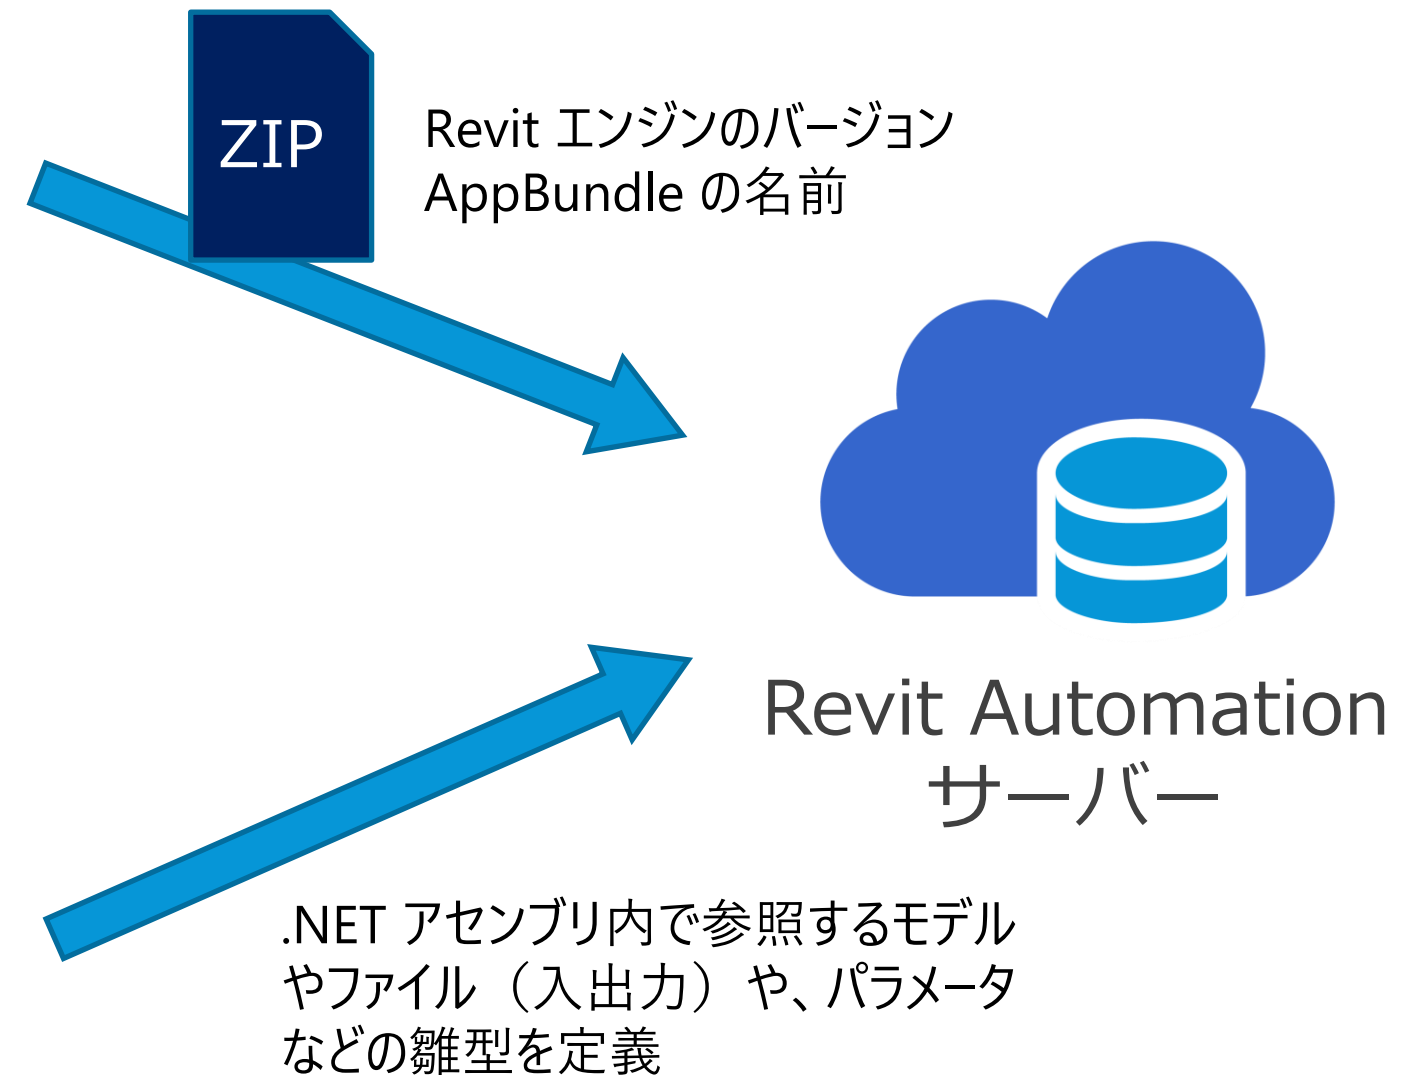 ZIP
Revit エンジンのバージョン
AppBundle の名前
Revit Automation
サーバー
.NET アセンブリ内で参照するモデル
やファイル（入出力）や、パラメータ
などの雛型を定義